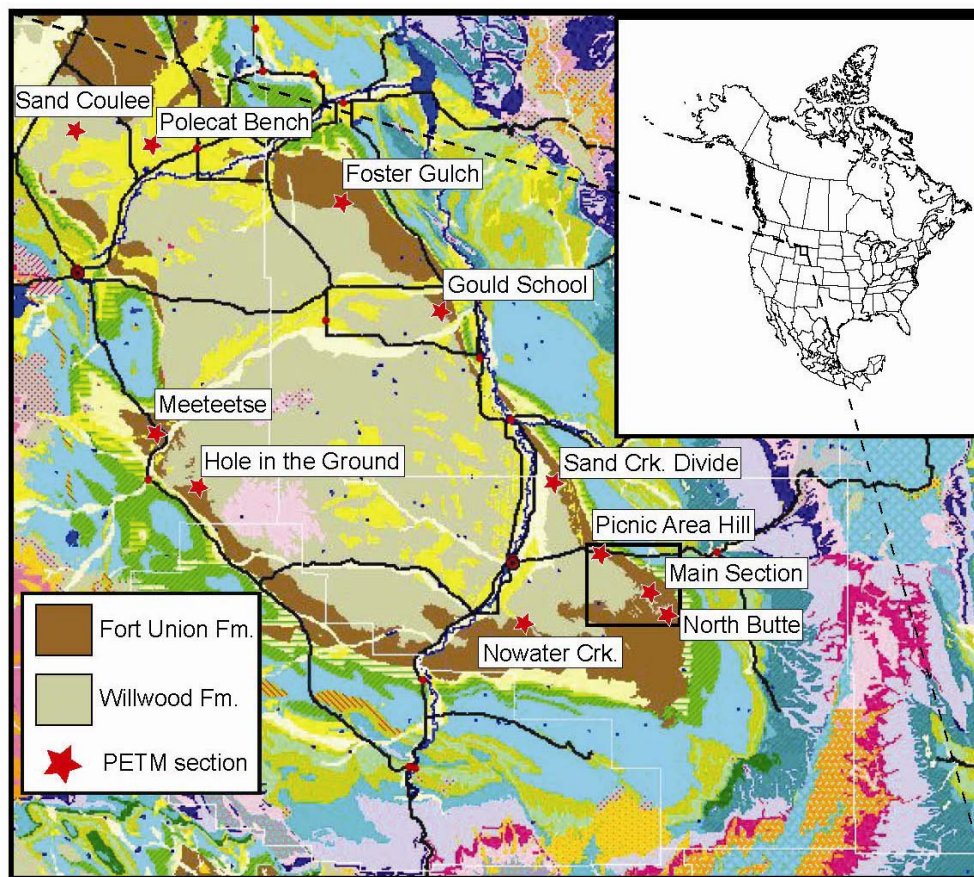 Sand Coulee
Polecat Bench
Foster Gulch
Gould School
Meeteetse
Hole in the Ground
Sand Crk. Divide
Picnic Area Hill
Main Section
North Butte
Nowater Crk.
Fort Union Fm.
Willwood Fm.
PETM section